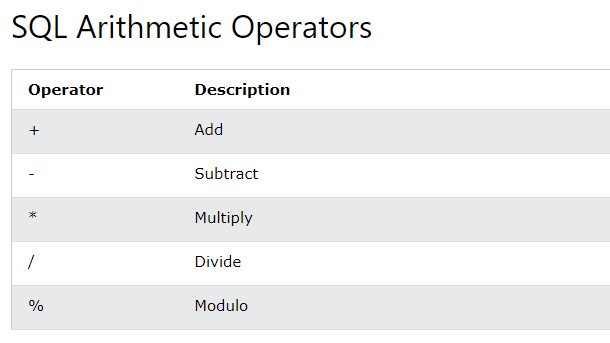 SQL Arithmetic Operators
Operator Description
+ Add
- Subtract
* Multiply
/ Divide
% Modulo